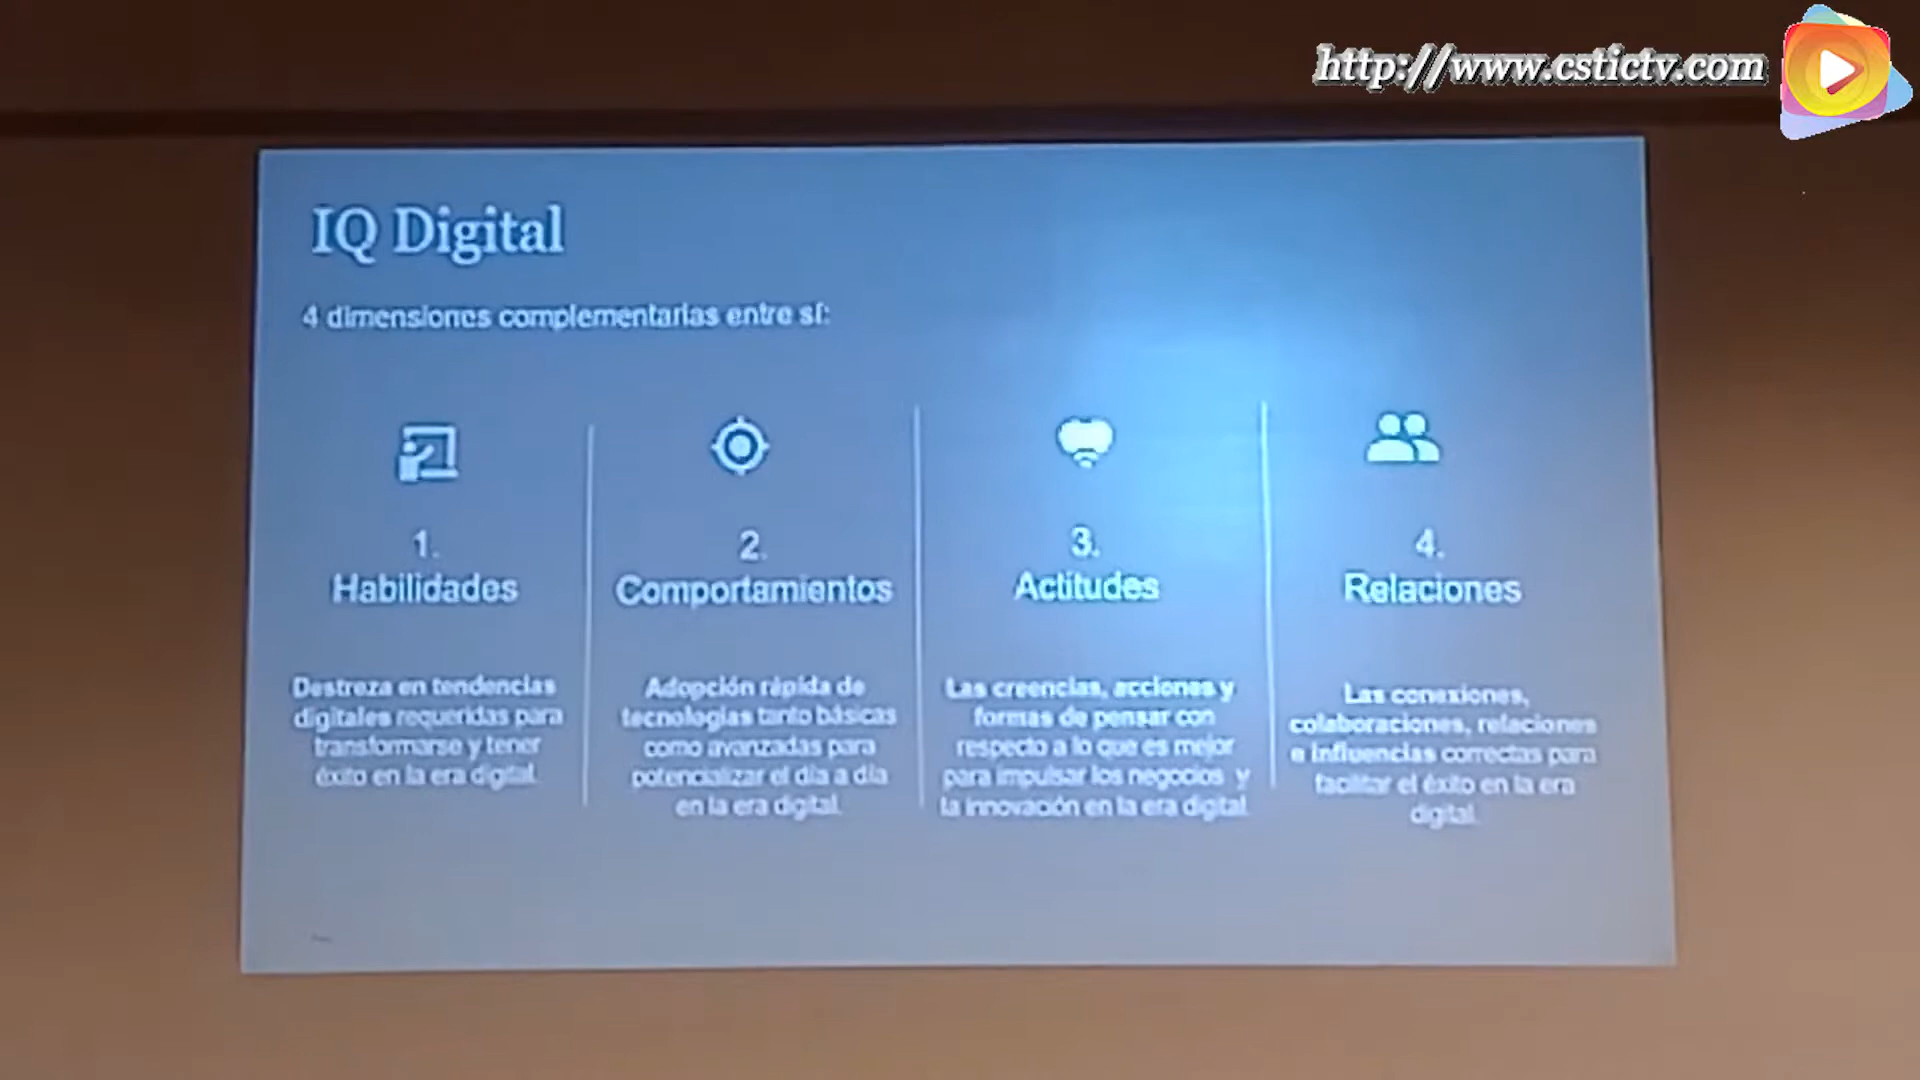 http://www.cstictv.com
IQ Digital
4 dimensiones complementarias entre sí:
1.
Habilidades
Destreza en tendencias
digitales requeridas para
transformarse y tener
éxito en la era digital.
2.
Comportamientos
Adopción rápida de
tecnologías tanto básicas
como avanzadas para
potencializar el día a día
en la era digital.
3.
Actitudes
Las creencias, acciones y
formas de pensar con
respecto a lo que es mejor
para impulsar los negocios y
la innovación en la era digital.
4.
Relaciones
Las conexiones,
colaboraciones, relaciones
e influencias correctas para
facilitar el éxito en la era
digital.